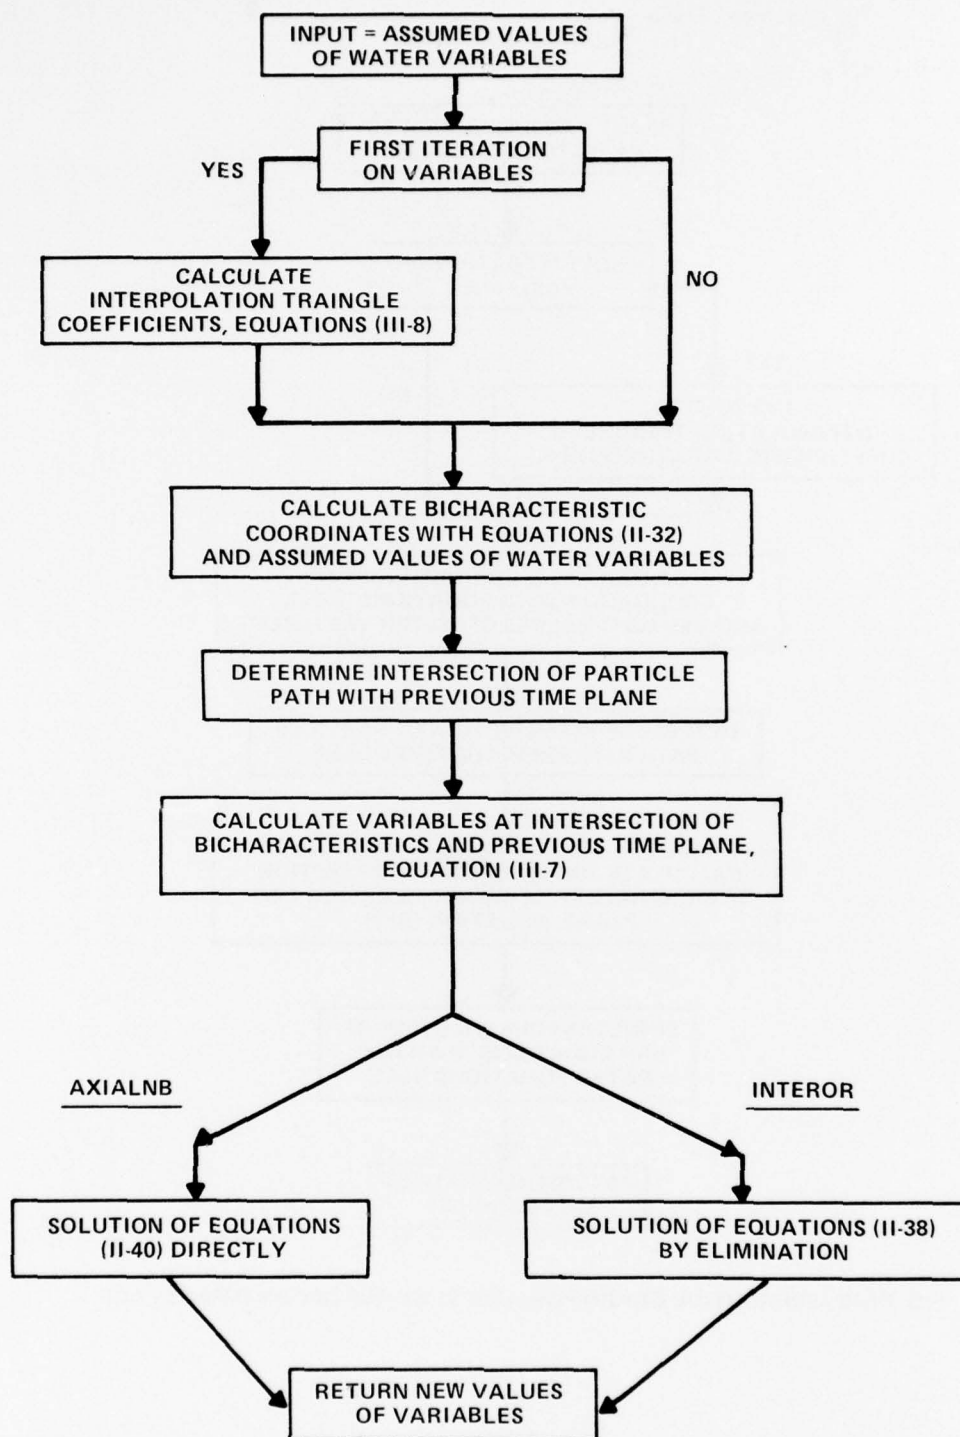 INPUT = ASSUMED VALUES
OF WATER VARIABLES
FIRST ITERATION
ON VARIABLES
YES
NO
CALCULATE
INTERPOLATION TRAINGLE
COEFFICIENTS, EQUATIONS (III-8)
CALCULATE BICHARACTERISTIC
COORDINATES WITH EQUATIONS (II-32)
AND ASSUMED VALUES OF WATER VARIABLES
DETERMINE INTERSECTION OF PARTICLE
PATH WITH PREVIOUS TIME PLANE
CALCULATE VARIABLES AT INTERSECTION OF
BICHARACTERISTICS AND PREVIOUS TIME PLANE,
EQUATION (III-7)
AXIALNB
INTEROR
SOLUTION OF EQUATIONS
(II-40) DIRECTLY
SOLUTION OF EQUATIONS (II-38)
BY ELIMINATION
RETURN NEW VALUES
OF VARIABLES